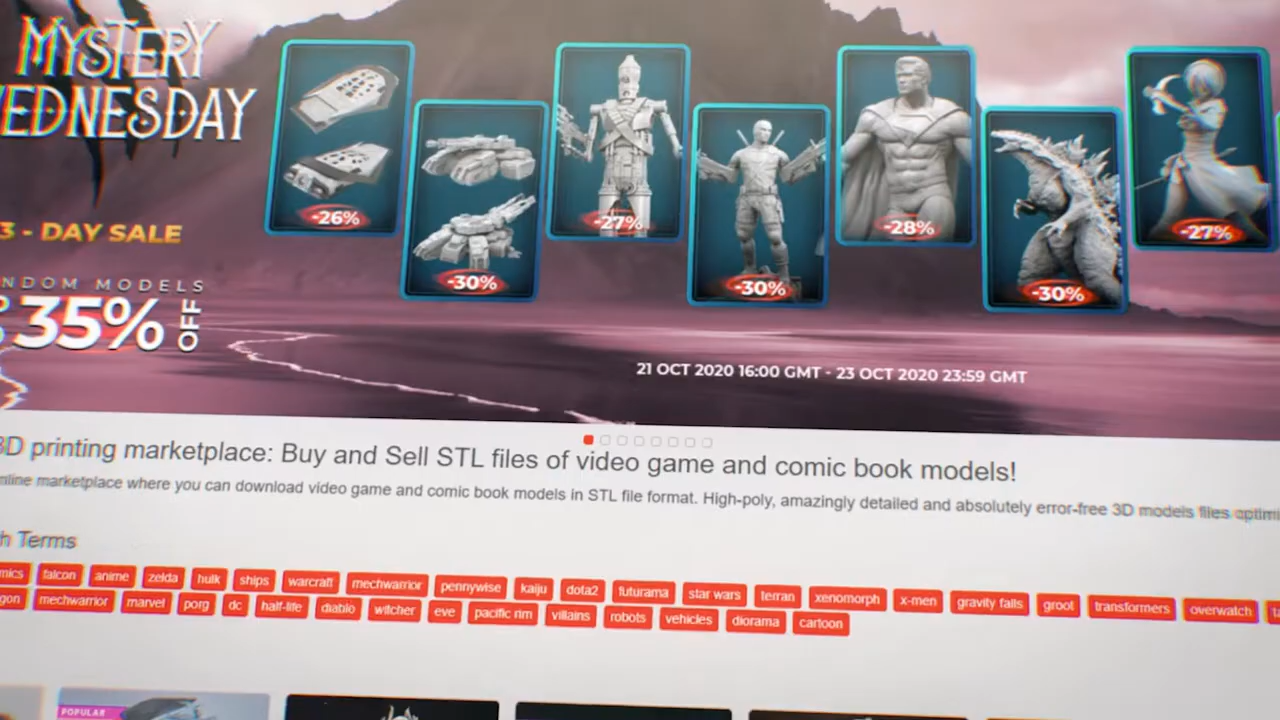 MYSTERY
WEDNESDAY
3 - DAY SALE
NDOM MODELS
35% OFF
-26%
-30%
-27%
-30%
-28%
-30%
-27%
21 OCT 2020 16:00 GMT - 23 OCT 2020 23:59 GMT
3D printing marketplace: Buy and Sell STL files of video game and comic book models!
nline marketplace where you can download video game and comic book models in STL file format. High-poly, amazingly detailed and absolutely error-free 3D models files optimi
h Terms
mics falcon anime zelda hulk ships warcraft mechwarrior pennywise kaiju dota2 futurama star wars terran xenomorph x-men gravity falls groot transformers overwatch
gon mechwarrior marvel porg dc half-life diablo witcher eve pacific rim villains robots vehicles diorama cartoon
POPULAR